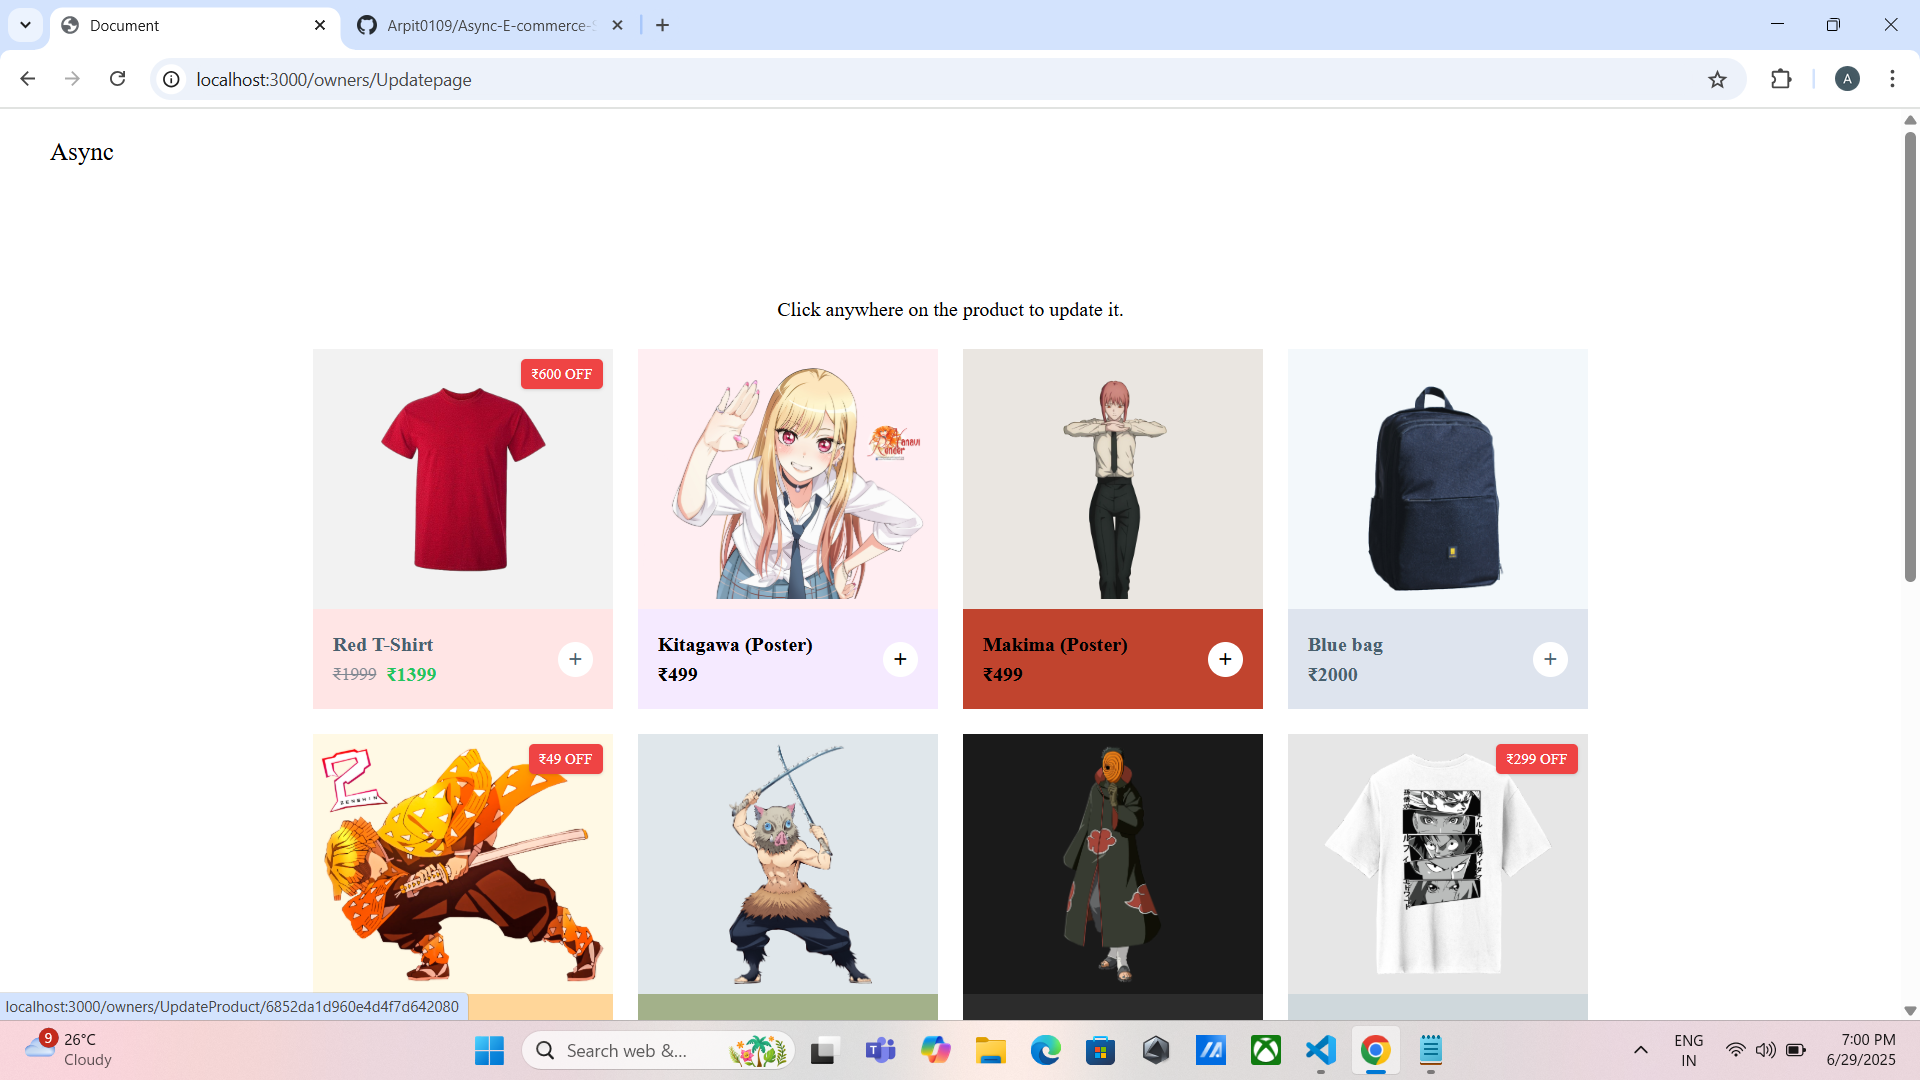 Document
Arpit0109/Async-E-commerce-
localhost:3000/owners/Updatepage
A
Async
Click anywhere on the product to update it.
₹600 OFF
Red T-Shirt
₹1999 ₹1399
+
Kitagawa (Poster)
₹499
+
Makima (Poster)
₹499
+
Blue bag
₹2000
+
₹49 OFF
Z
ZENSHIN
₹299 OFF
localhost:3000/owners/UpdateProduct/6852da1d960e4d4f7d642080
9
26°C
Cloudy
Search web &...
ENG
IN
7:00 PM
6/29/2025